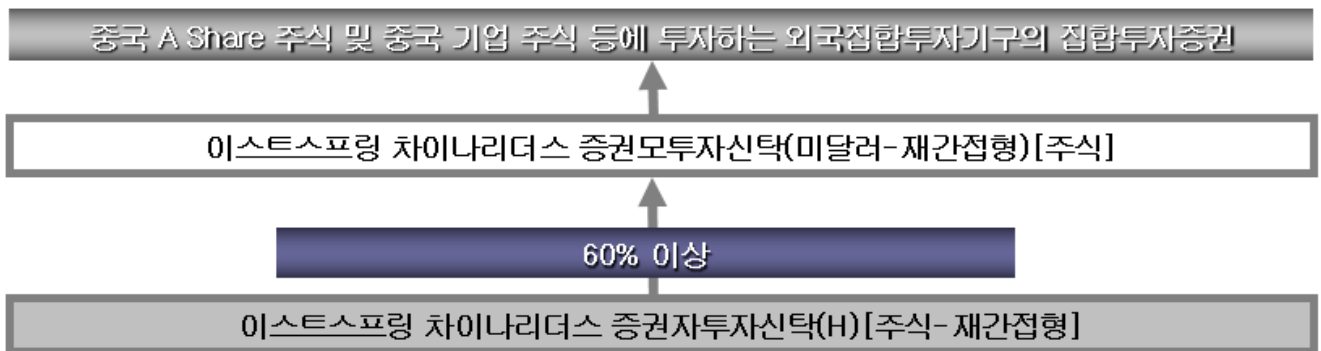 중국 A Share 주식 및 중국 기업 주식 등에 투자하는 외국집합투자기구의 집합투자증권
이스트스프링 차이나리더스 증권모투자신탁(미달러-재간접형)[주식]
60% 이상
이스트스프링 차이나리더스 증권자투자신탁(H)[주식-재간접형]